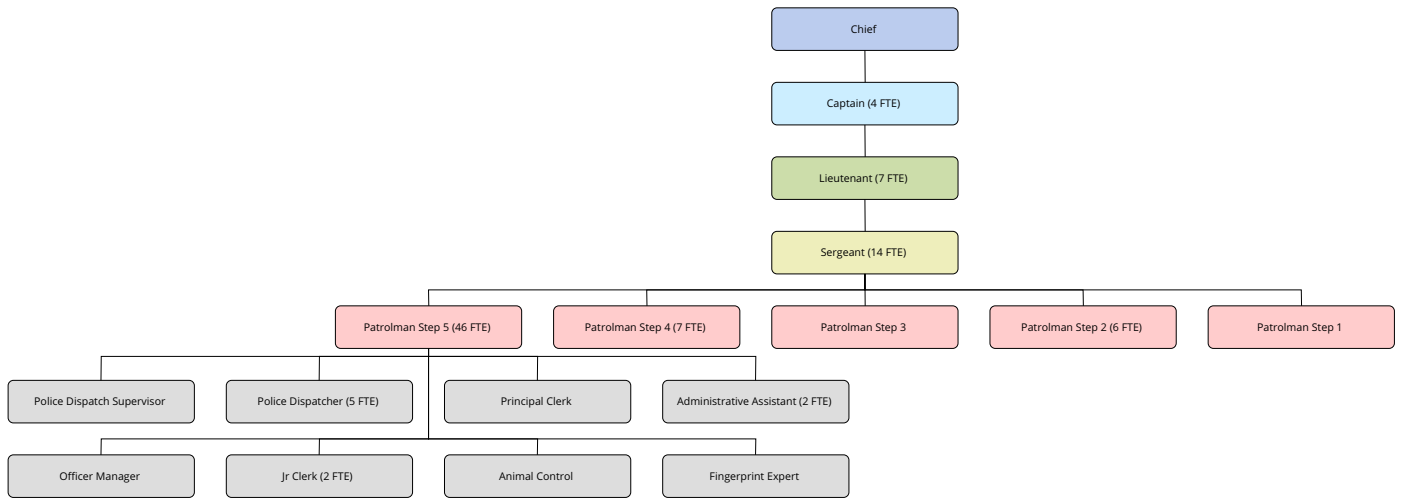 Chief
Captain (4 FTE)
Lieutenant (7 FTE)
Sergeant (14 FTE)
Patrolman Step 5 (46 FTE)
Patrolman Step 4 (7 FTE)
Patrolman Step 3
Patrolman Step 2 (6 FTE)
Patrolman Step 1
Police Dispatch Supervisor
Police Dispatcher (5 FTE)
Principal Clerk
Administrative Assistant (2 FTE)
Officer Manager
Jr Clerk (2 FTE)
Animal Control
Fingerprint Expert